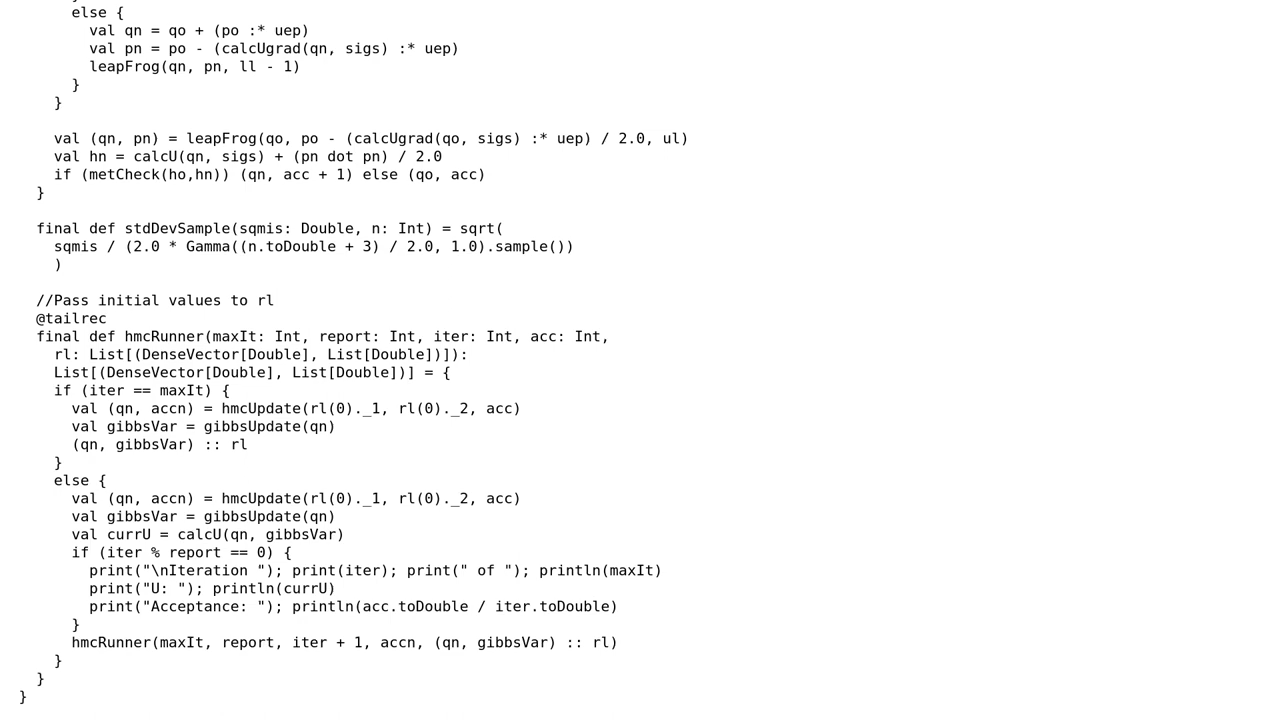 else {
val qn = qo + (po :* uep)
val pn = po - (calcUgrad(qn, sigs) :* uep)
leapFrog(qn, pn, ll - 1)
}
}
val (qn, pn) = leapFrog(qo, po - (calcUgrad(qo, sigs) :* uep) / 2.0, ul)
val hn = calcU(qn, sigs) + (pn dot pn) / 2.0
if (metCheck(ho,hn)) (qn, acc + 1) else (qo, acc)
}
final def stdDevSample(sqmis: Double, n: Int) = sqrt(
sqmis / (2.0 * Gamma((n.toDouble + 3) / 2.0, 1.0).sample())
)
//Pass initial values to rl
@tailrec
final def hmcRunner(maxIt: Int, report: Int, iter: Int, acc: Int,
rl: List[(DenseVector[Double], List[Double])]):
List[(DenseVector[Double], List[Double])] = {
if (iter == maxIt) {
val (qn, accn) = hmcUpdate(rl(0)._1, rl(0)._2, acc)
val gibbsVar = gibbsUpdate(qn)
(qn, gibbsVar) :: rl
}
else {
val (qn, accn) = hmcUpdate(rl(0)._1, rl(0)._2, acc)
val gibbsVar = gibbsUpdate(qn)
val currU = calcU(qn, gibbsVar)
if (iter % report == 0) {
print("\nIteration "); print(iter); print(" of "); println(maxIt)
print("U: "); println(currU)
print("Acceptance: "); println(acc.toDouble / iter.toDouble)
}
hmcRunner(maxIt, report, iter + 1, accn, (qn, gibbsVar) :: rl)
}
}
}